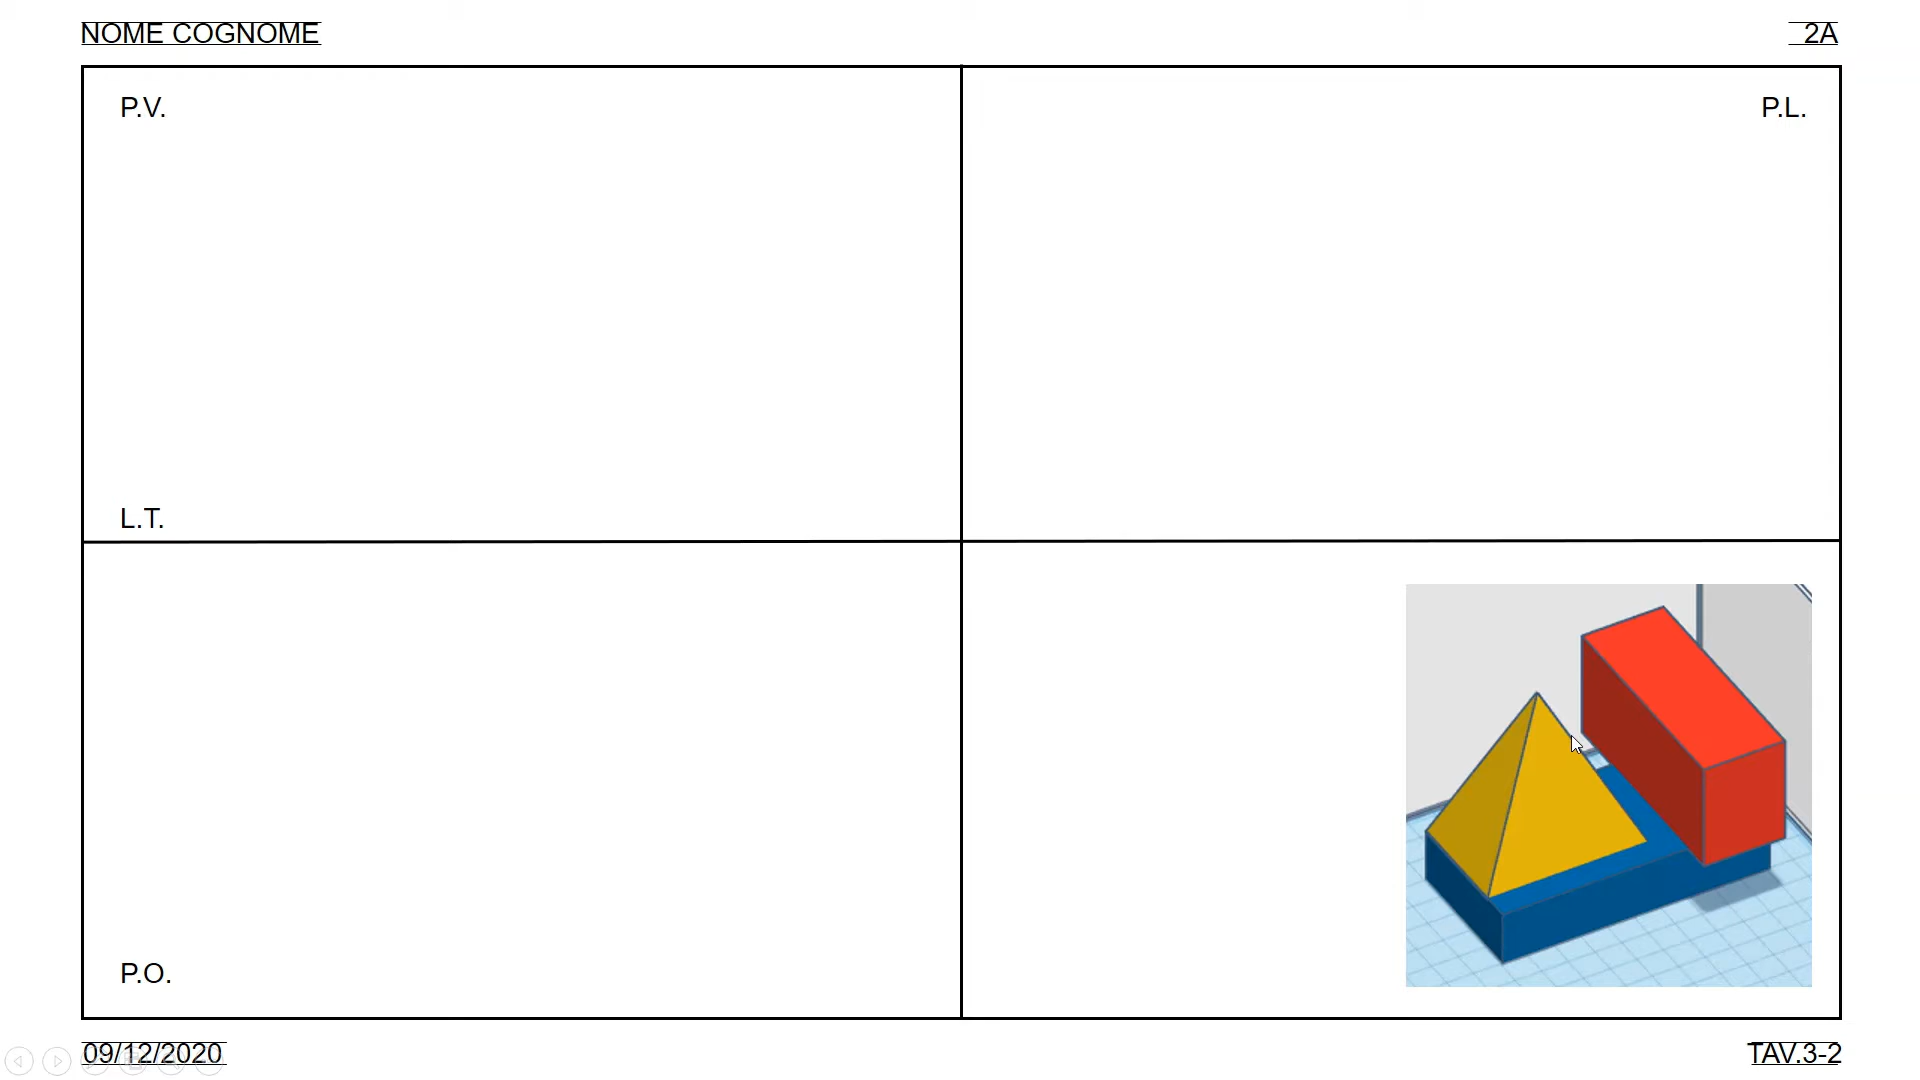 NOME COGNOME
2A
P.V.
P.L.
L.T.
P.O.
09/12/2020
TAV.3-2